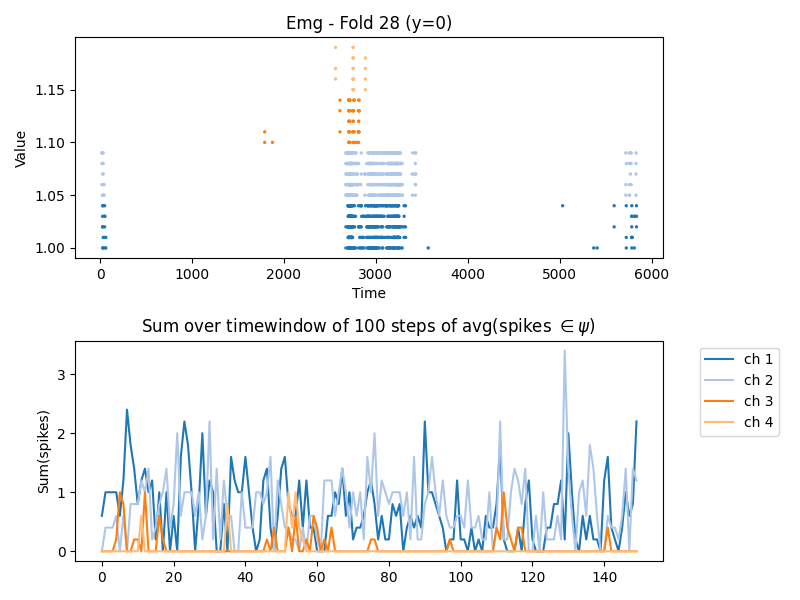 Emg - Fold 28 (y=0)
Value
1.15
1.10
1.05
1.00
0 1000 2000 3000 4000 5000 6000
Time
Sum over timewindow of 100 steps of avg(spikes ∈ ψ)
Sum(spikes)
3
2
1
0
0 20 40 60 80 100 120 140
ch 1
ch 2
ch 3
ch 4